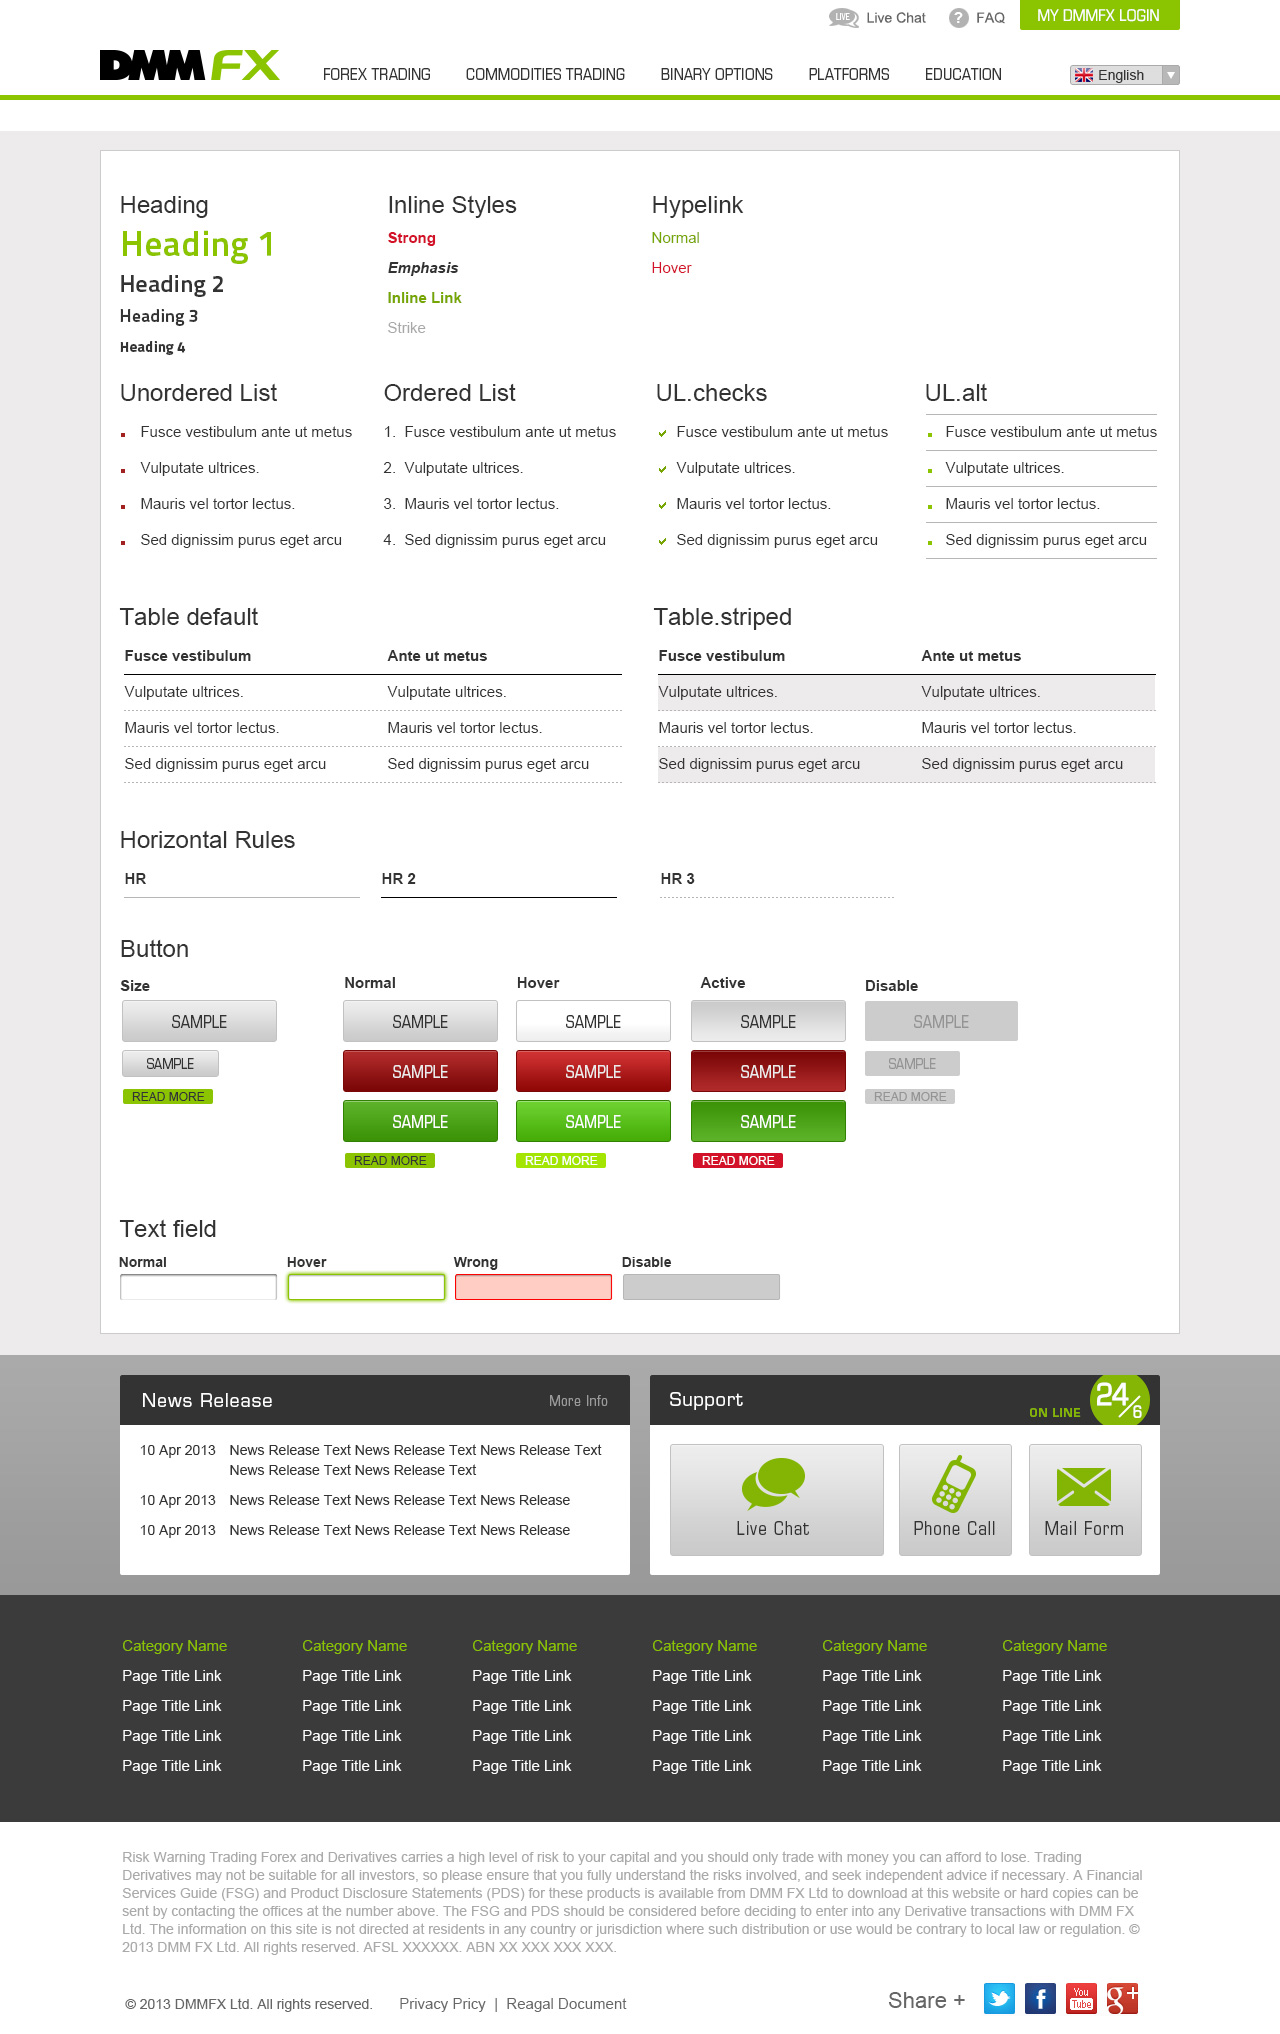 LIVE Live Chat ? FAQ MY DMMFX LOGIN
DMMFX FOREX TRADING COMMODITIES TRADING BINARY OPTIONS PLATFORMS EDUCATION English
Heading Inline Styles Hypelink
Heading 1 Strong Normal
Heading 2 Emphasis Hover
Heading 3 Inline Link
Heading 4 Strike
Unordered List Ordered List UL.checks UL.alt
Fusce vestibulum ante ut metus 1. Fusce vestibulum ante ut metus Fusce vestibulum ante ut metus Fusce vestibulum ante ut metus
Vulputate ultrices. 2. Vulputate ultrices. Vulputate ultrices. Vulputate ultrices.
Mauris vel tortor lectus. 3. Mauris vel tortor lectus. Mauris vel tortor lectus. Mauris vel tortor lectus.
Sed dignissim purus eget arcu 4. Sed dignissim purus eget arcu Sed dignissim purus eget arcu Sed dignissim purus eget arcu
Table default Table.striped
Fusce vestibulum Ante ut metus Fusce vestibulum Ante ut metus
Vulputate ultrices. Vulputate ultrices. Vulputate ultrices. Vulputate ultrices.
Mauris vel tortor lectus. Mauris vel tortor lectus. Mauris vel tortor lectus. Mauris vel tortor lectus.
Sed dignissim purus eget arcu Sed dignissim purus eget arcu Sed dignissim purus eget arcu Sed dignissim purus eget arcu
Horizontal Rules
HR HR 2 HR 3
Button
Size Normal Hover Active Disable
SAMPLE SAMPLE SAMPLE SAMPLE SAMPLE
SAMPLE SAMPLE SAMPLE SAMPLE SAMPLE
READ MORE SAMPLE SAMPLE SAMPLE READ MORE
READ MORE READ MORE READ MORE
Text field
Normal Hover Wrong Disable
News Release More Info
10 Apr 2013 News Release Text News Release Text News Release Text
News Release Text News Release Text
10 Apr 2013 News Release Text News Release Text News Release
10 Apr 2013 News Release Text News Release Text News Release
Support ON LINE 24/6
Live Chat Phone Call Mail Form
Category Name Category Name Category Name Category Name Category Name Category Name
Page Title Link Page Title Link Page Title Link Page Title Link Page Title Link Page Title Link
Page Title Link Page Title Link Page Title Link Page Title Link Page Title Link Page Title Link
Page Title Link Page Title Link Page Title Link Page Title Link Page Title Link Page Title Link
Page Title Link Page Title Link Page Title Link Page Title Link Page Title Link Page Title Link
Risk Warning Trading Forex and Derivatives carries a high level of risk to your capital and you should only trade with money you can afford to lose. Trading
Derivatives may not be suitable for all investors, so please ensure that you fully understand the risks involved, and seek independent advice if necessary. A Financial
Services Guide (FSG) and Product Disclosure Statements (PDS) for these products is available from DMM FX Ltd to download at this website or hard copies can be
sent by contacting the offices at the number above. The FSG and PDS should be considered before deciding to enter into any Derivative transactions with DMM FX
Ltd. The information on this site is not directed at residents in any country or jurisdiction where such distribution or use would be contrary to local law or regulation. ©
2013 DMM FX Ltd. All rights reserved. AFSL XXXXXX. ABN XX XXX XXX XXX.
© 2013 DMMFX Ltd. All rights reserved. Privacy Pricy | Reagal Document Share + f You Tube g+